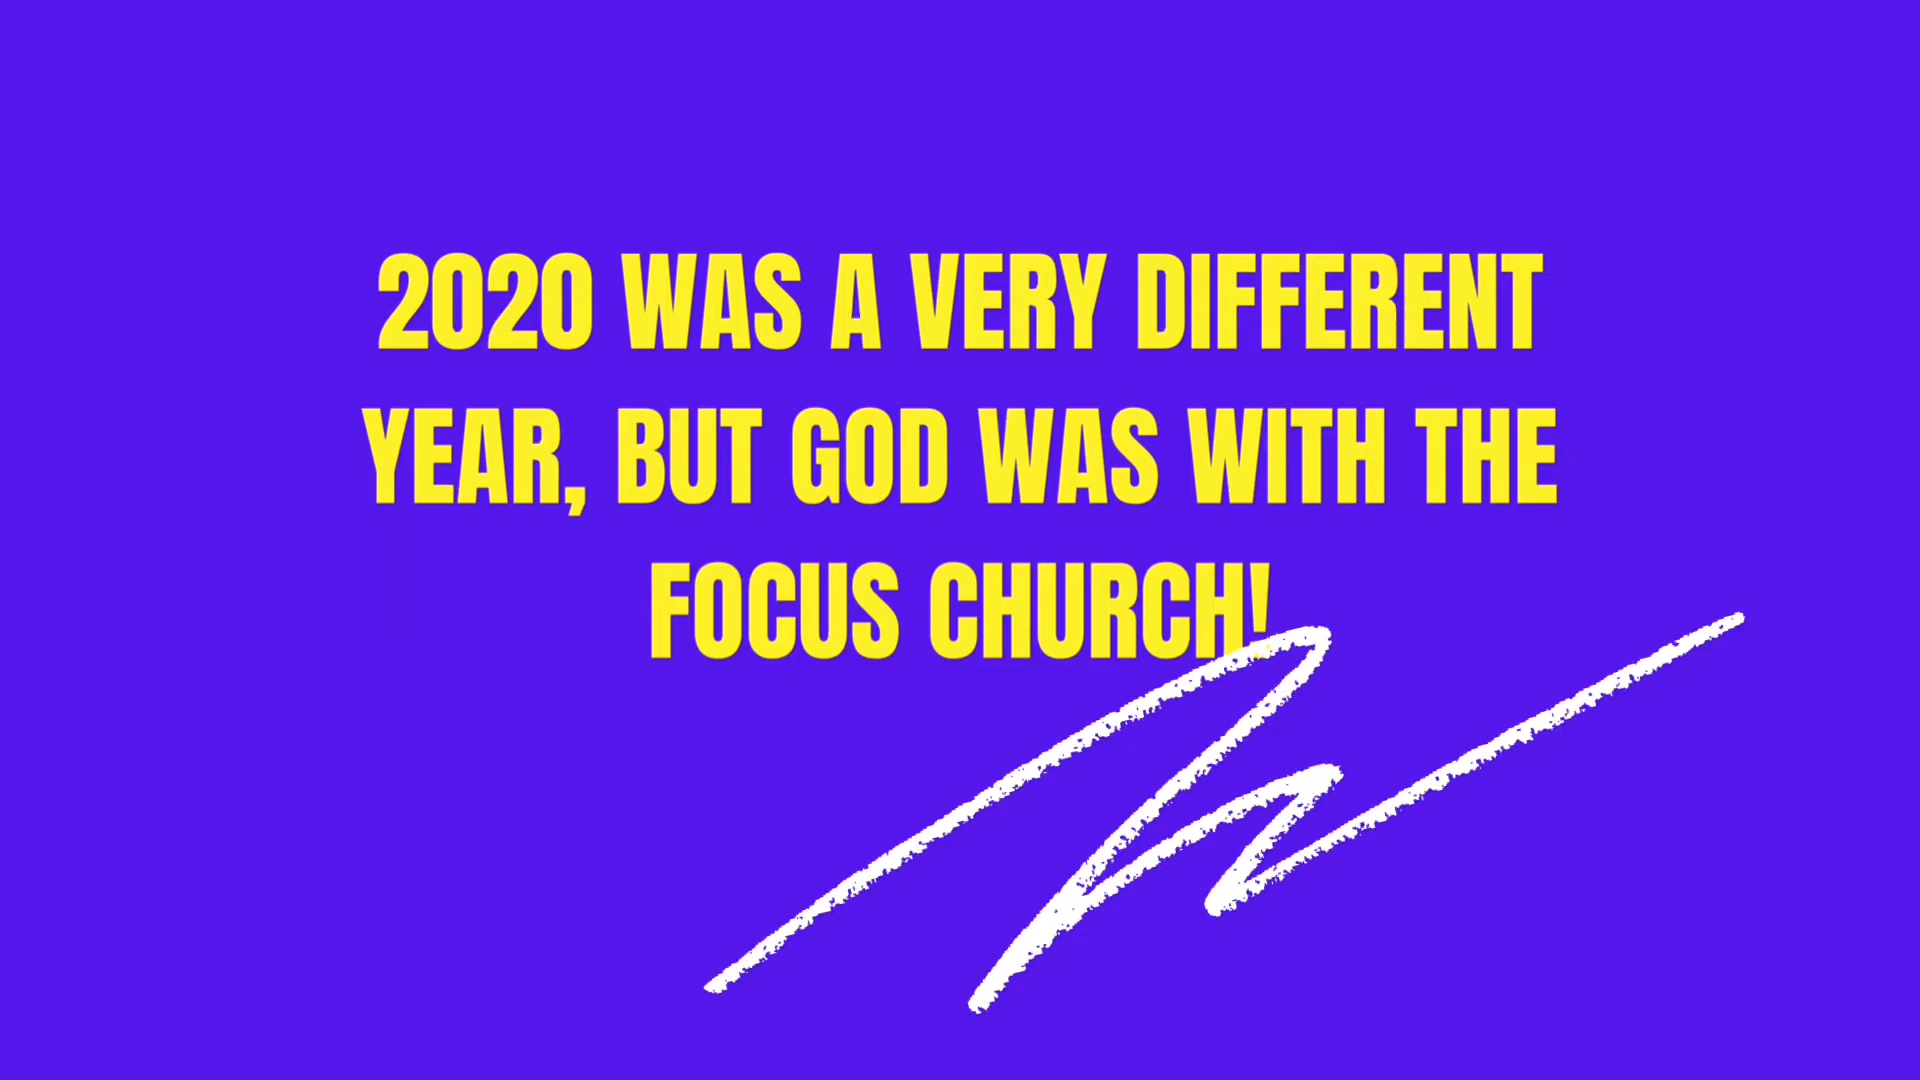 2020 WAS A VERY DIFFERENT
YEAR, BUT GOD WAS WITH THE
FOCUS CHURCH!